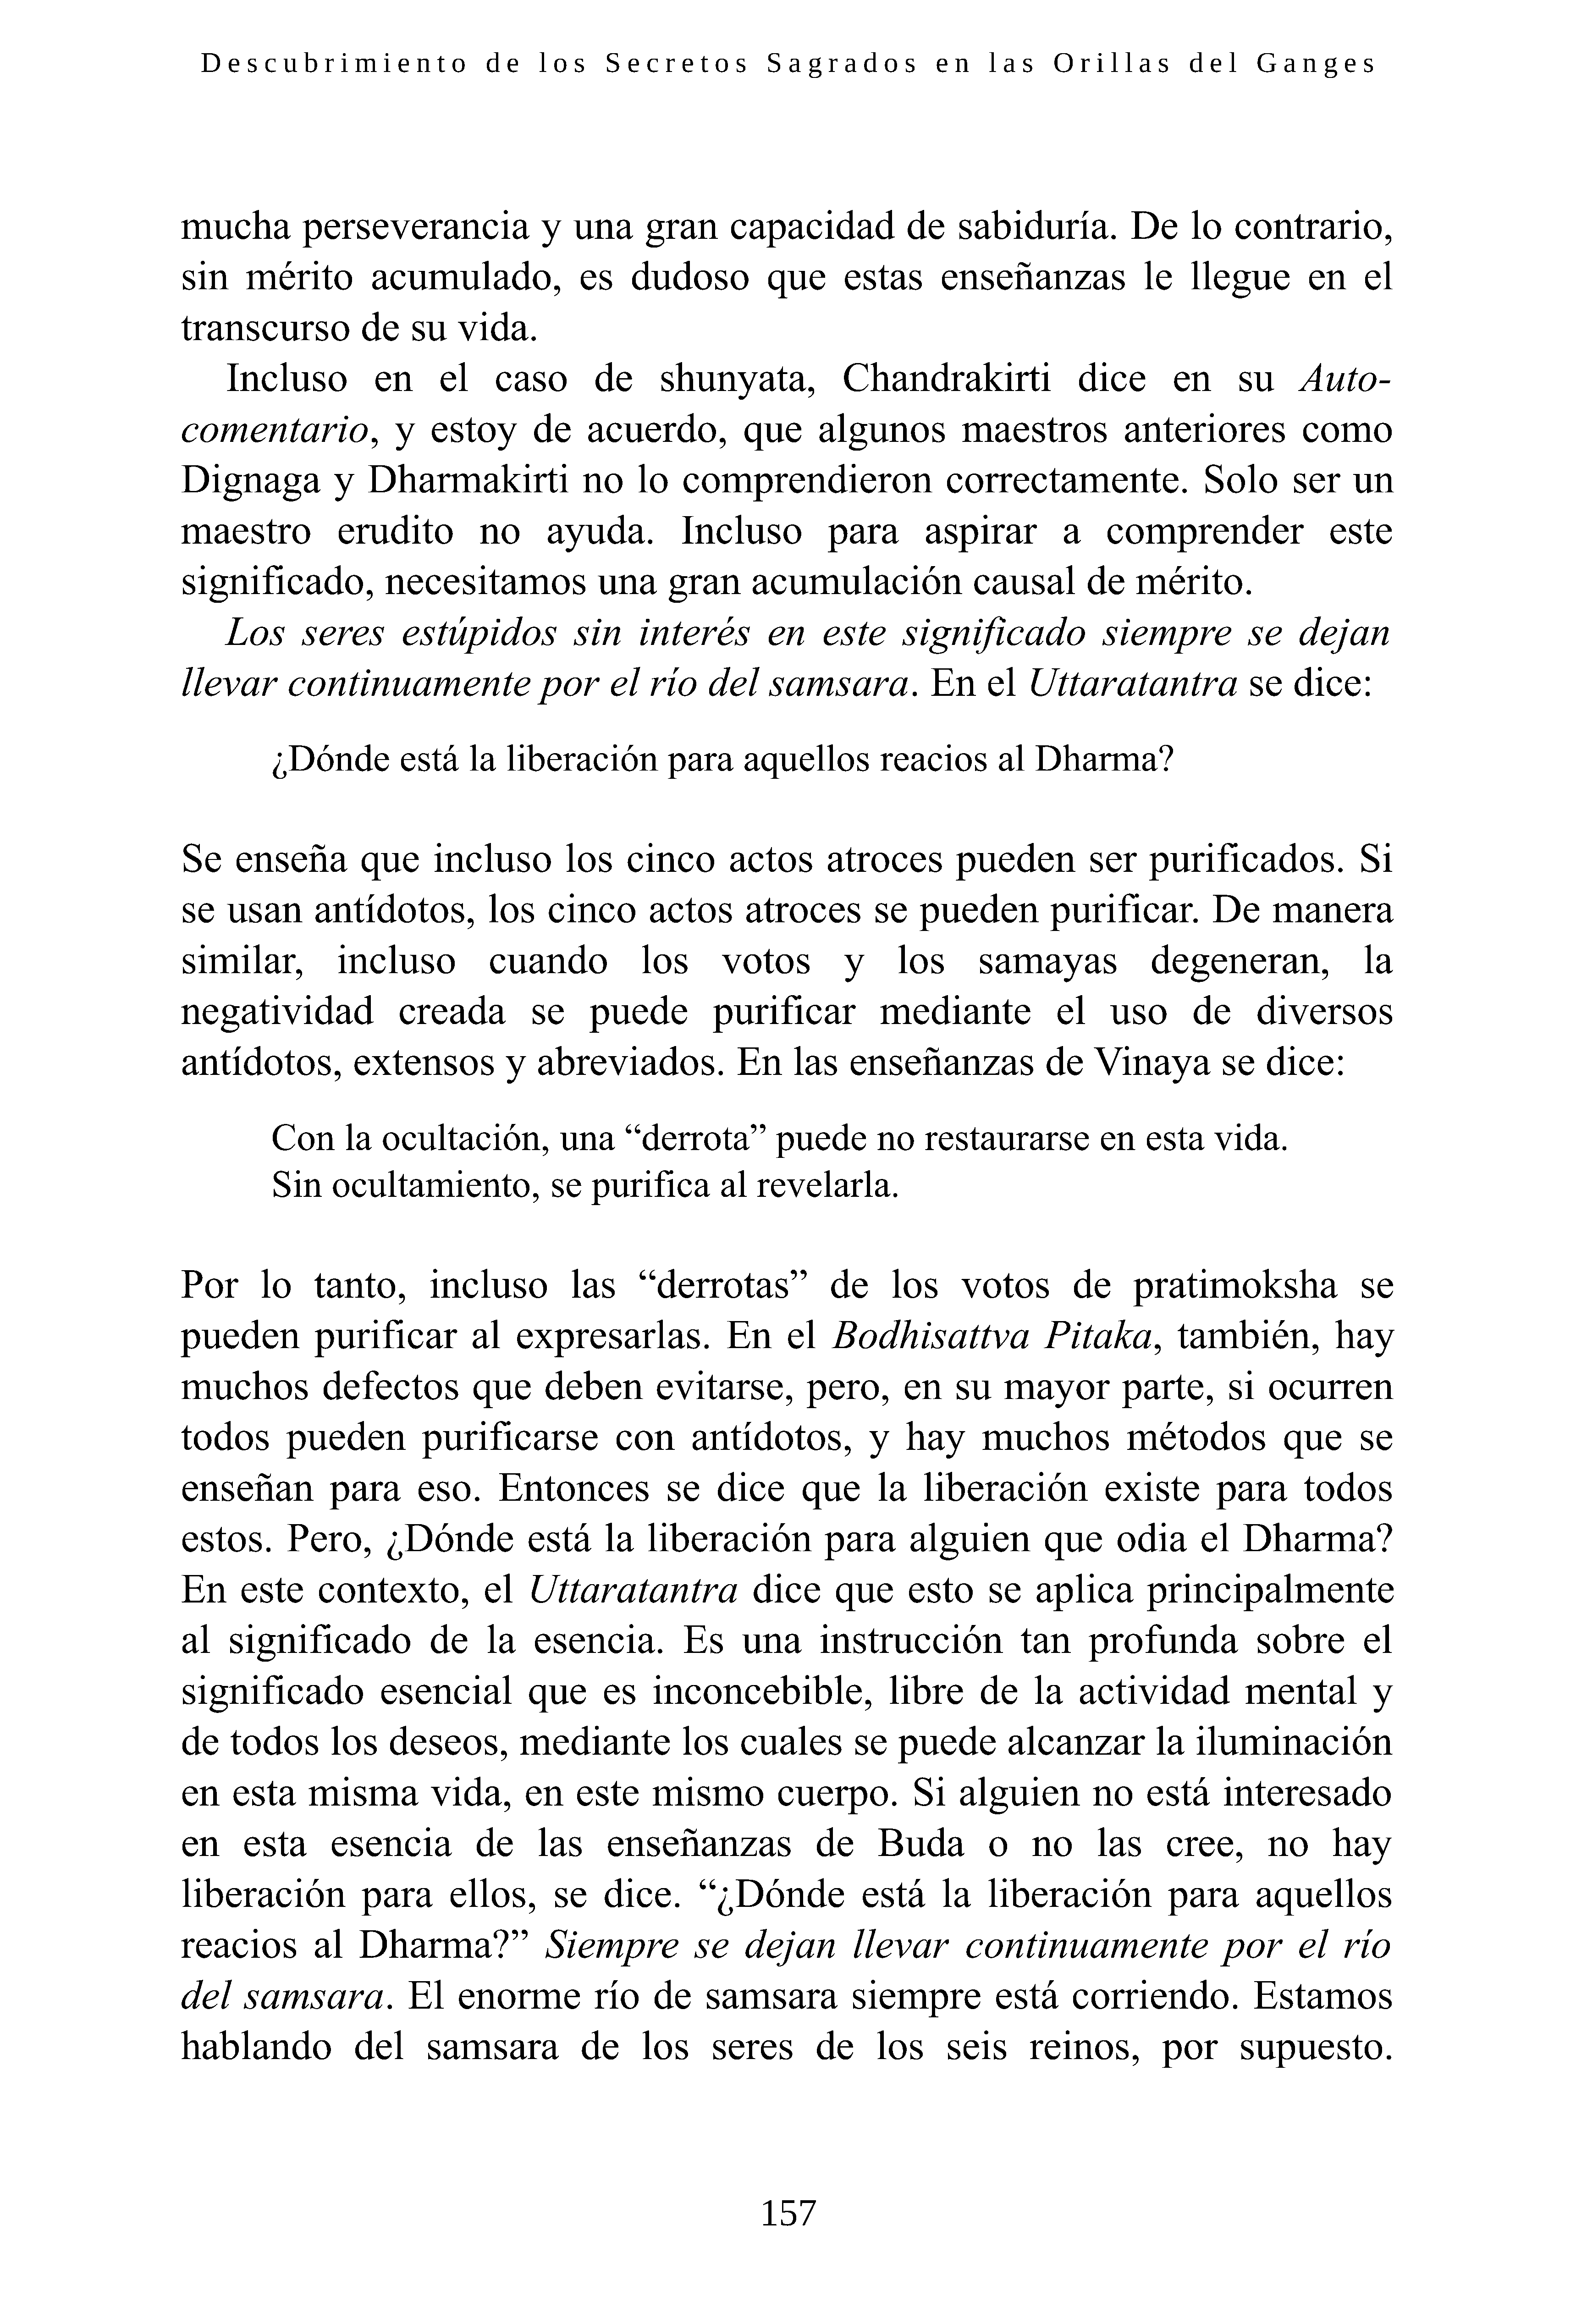 Descubrimiento de los Secretos Sagrados en las Orillas del Ganges
mucha perseverancia y una gran capacidad de sabiduría. De lo contrario,
sin mérito acumulado, es dudoso que estas enseñanzas le llegue en el
transcurso de su vida.
Incluso en el caso de shunyata, Chandrakirti dice en su Auto-
comentario, y estoy de acuerdo, que algunos maestros anteriores como
Dignaga y Dharmakirti no lo comprendieron correctamente. Solo ser un
maestro erudito no ayuda. Incluso para aspirar a comprender este
significado, necesitamos una gran acumulación causal de mérito.
Los seres estúpidos sin interés en este significado siempre se dejan
llevar continuamente por el río del samsara. En el Uttaratantra se dice:
¿Dónde está la liberación para aquellos reacios al Dharma?
Se enseña que incluso los cinco actos atroces pueden ser purificados. Si
se usan antídotos, los cinco actos atroces se pueden purificar. De manera
similar, incluso cuando los votos y los samayas degeneran, la
negatividad creada se puede purificar mediante el uso de diversos
antídotos, extensos y abreviados. En las enseñanzas de Vinaya se dice:
Con la ocultación, una “derrota” puede no restaurarse en esta vida.
Sin ocultamiento, se purifica al revelarla.
Por lo tanto, incluso las “derrotas” de los votos de pratimoksha se
pueden purificar al expresarlas. En el Bodhisattva Pitaka, también, hay
muchos defectos que deben evitarse, pero, en su mayor parte, si ocurren
todos pueden purificarse con antídotos, y hay muchos métodos que se
enseñan para eso. Entonces se dice que la liberación existe para todos
estos. Pero, ¿Dónde está la liberación para alguien que odia el Dharma?
En este contexto, el Uttaratantra dice que esto se aplica principalmente
al significado de la esencia. Es una instrucción tan profunda sobre el
significado esencial que es inconcebible, libre de la actividad mental y
de todos los deseos, mediante los cuales se puede alcanzar la iluminación
en esta misma vida, en este mismo cuerpo. Si alguien no está interesado
en esta esencia de las enseñanzas de Buda o no las cree, no hay
liberación para ellos, se dice. “¿Dónde está la liberación para aquellos
reacios al Dharma?” Siempre se dejan llevar continuamente por el río
del samsara. El enorme río de samsara siempre está corriendo. Estamos
hablando del samsara de los seres de los seis reinos, por supuesto.
157